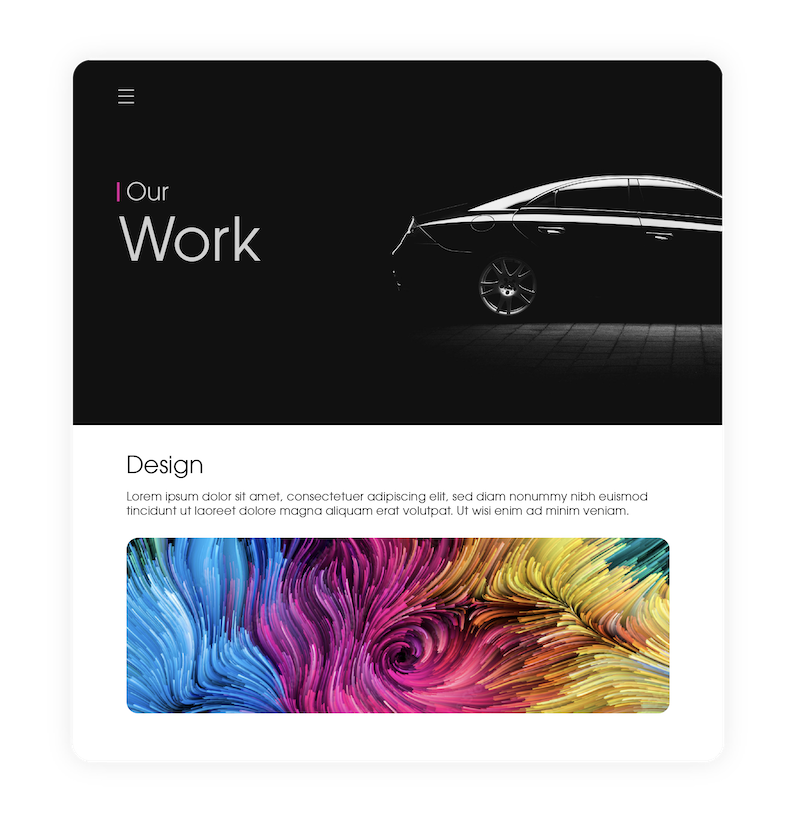 Our
Work
Design
Lorem ipsum dolor sit amet, consectetuer adipiscing elit, sed diam nonummy nibh euismod
tincidunt ut laoreet dolore magna aliquam erat volutpat. Ut wisi enim ad minim veniam.